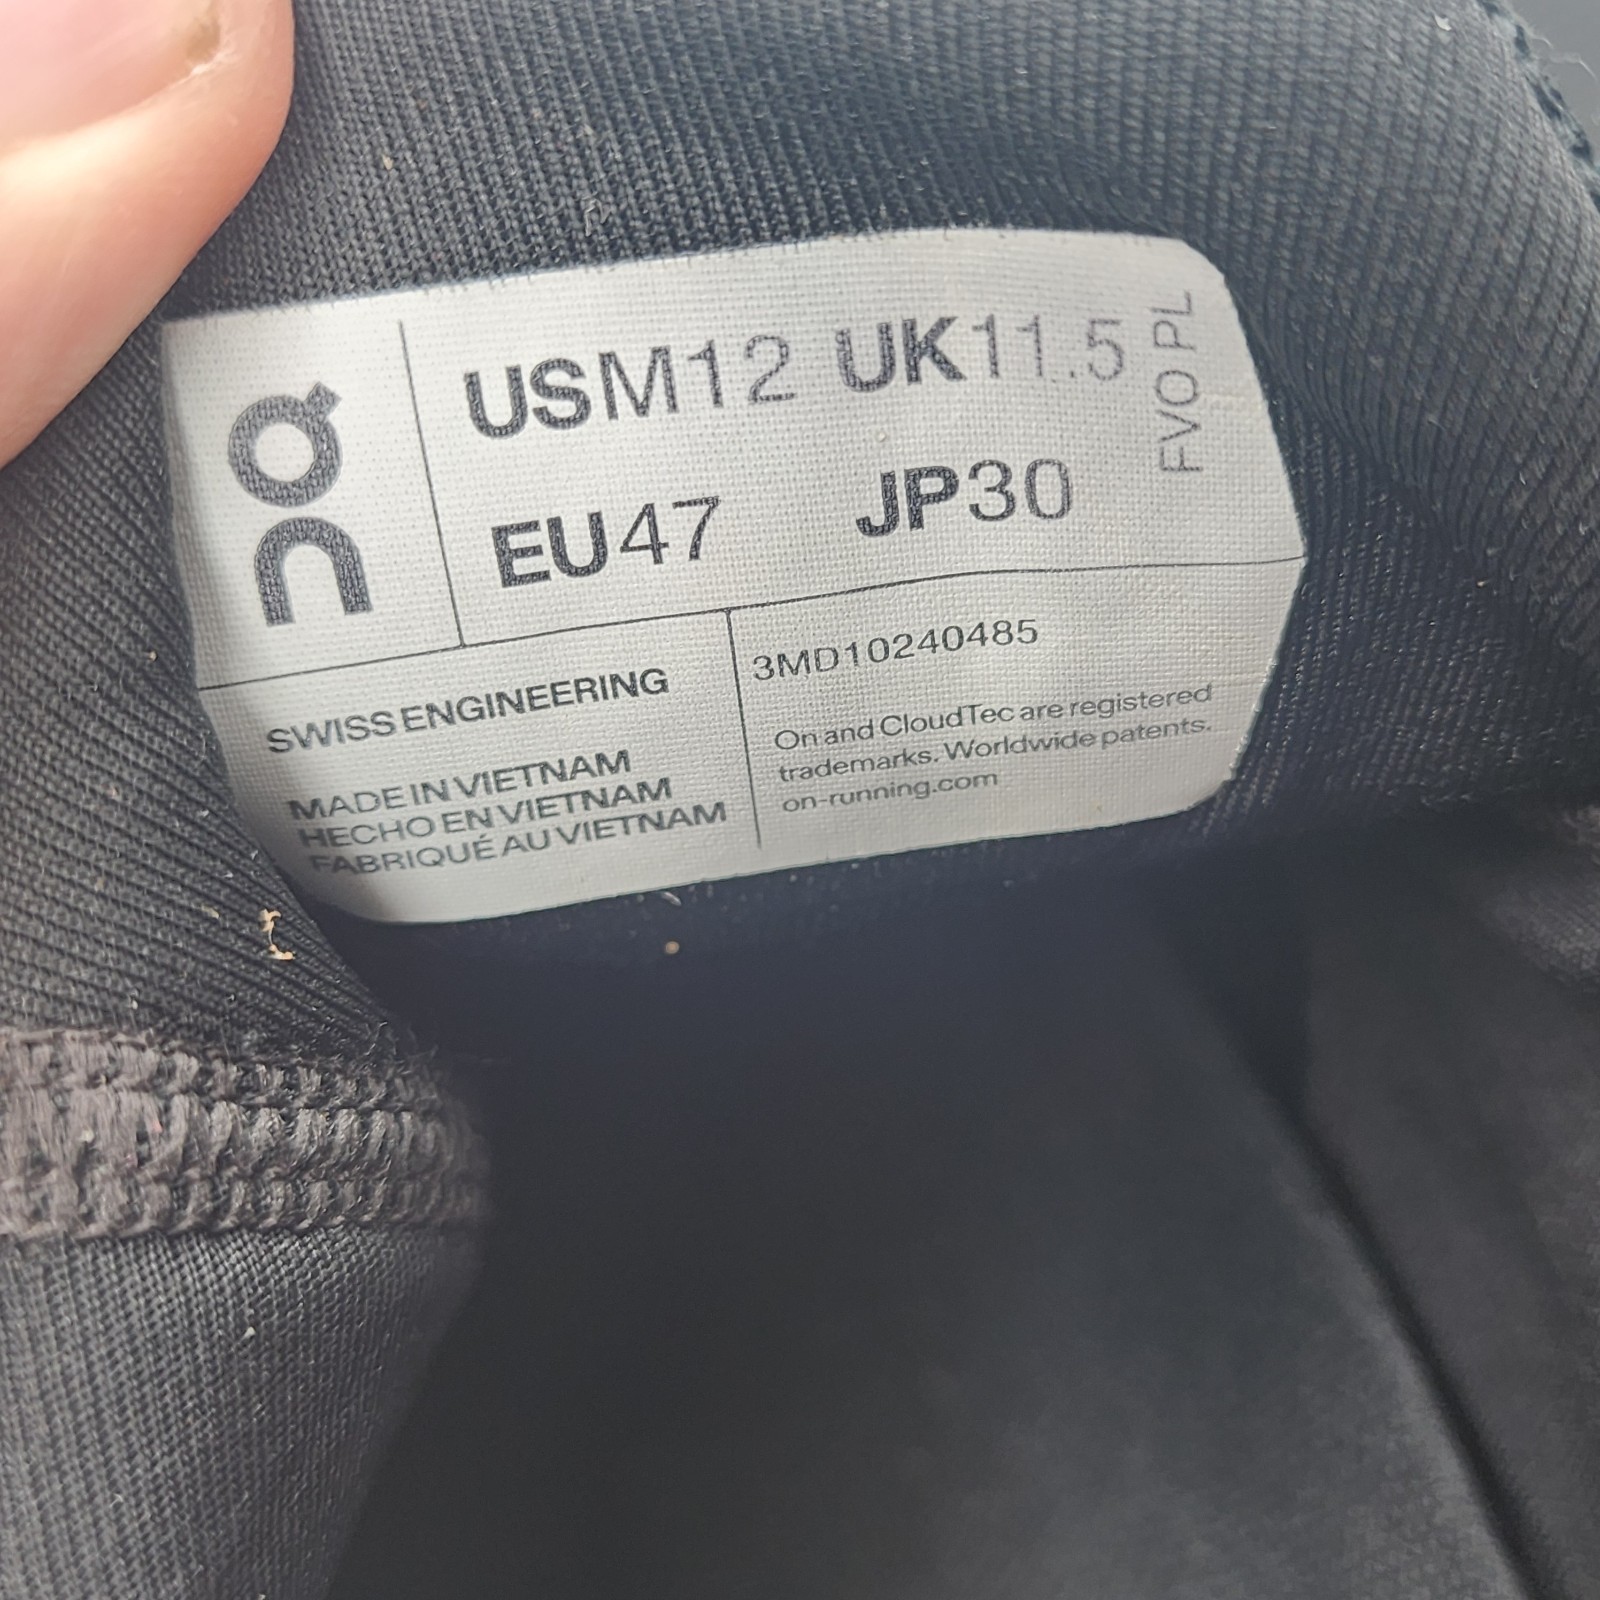 USM12 UK11.5
EU47 JP30
FVO PL
SWISS ENGINEERING
MADE IN VIETNAM
HECHO EN VIETNAM
FABRIQUÉ AU VIETNAM
3MD10240485
On and CloudTec are registered
trademarks. Worldwide patents.
on-running.com